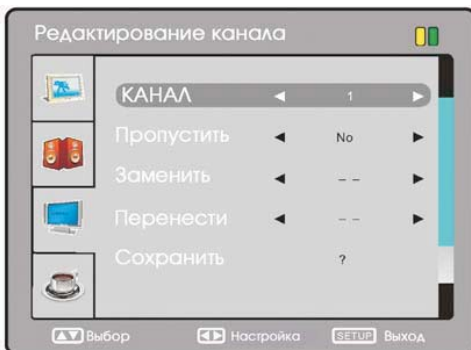 Редактирование канала
КАНАЛ 1
Пропустить No
Заменить – –
Перенести – –
Сохранить ?
Выбор Настройка SETUP Выход